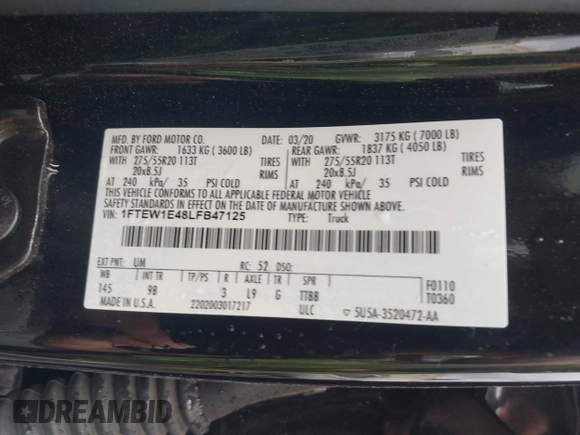 MFD. BY FORD MOTOR CO.
DATE: 03/20 GVWR: 3175 KG (7000 LB)
FRONT GAWR: 1633 KG (3600 LB) REAR GAWR: 1837 KG (4050 LB)
WITH 275/55R20 113T TIRES WITH 275/55R20 113T TIRES
20x8.5J RIMS 20x8.5J RIMS
AT 240 kPa/ 35 PSI COLD AT 240 kPa/ 35 PSI COLD
THIS VEHICLE CONFORMS TO ALL APPLICABLE FEDERAL MOTOR VEHICLE
SAFETY STANDARDS IN EFFECT ON THE DATE OF MANUFACTURE SHOWN ABOVE.
VIN: 1FTEW1E48LFB47125 TYPE: Truck
EXT PNT: UM RC: 52 DSO:
WB INT TR TP/PS R AXLE TR SPR F0110
145 9B 3 L9 G TTBB T0360
MADE IN U.S.A. 2202003017217 ULC 5U5A-3520472-AA
DREAMBID